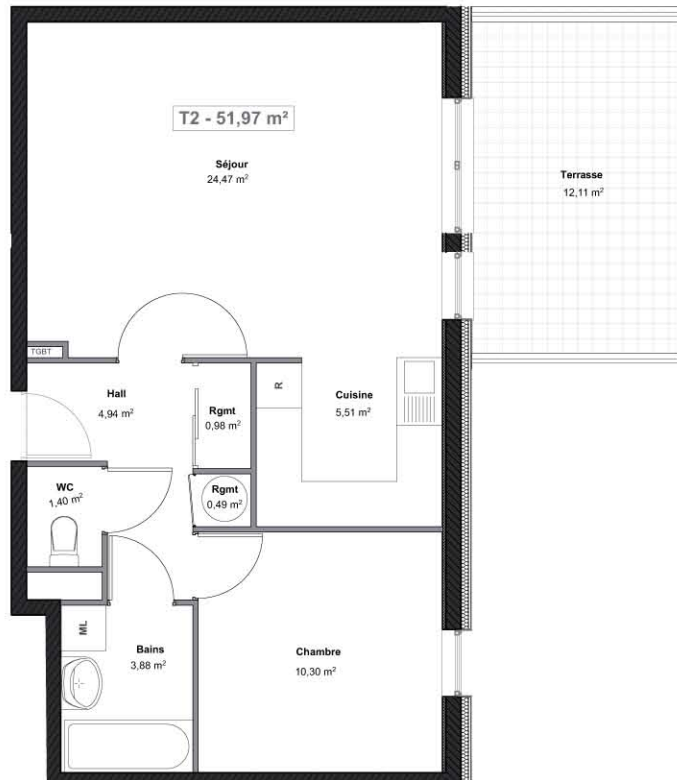 T2 - 51,97 m²
Séjour
24,47 m²
Terrasse
12,11 m²
TGBT
Hall
4,94 m²
Rgmt
0,98 m²
R
Cuisine
5,51 m²
WC
1,40 m²
Rgmt
0,49 m²
ML
Bains
3,88 m²
Chambre
10,30 m²